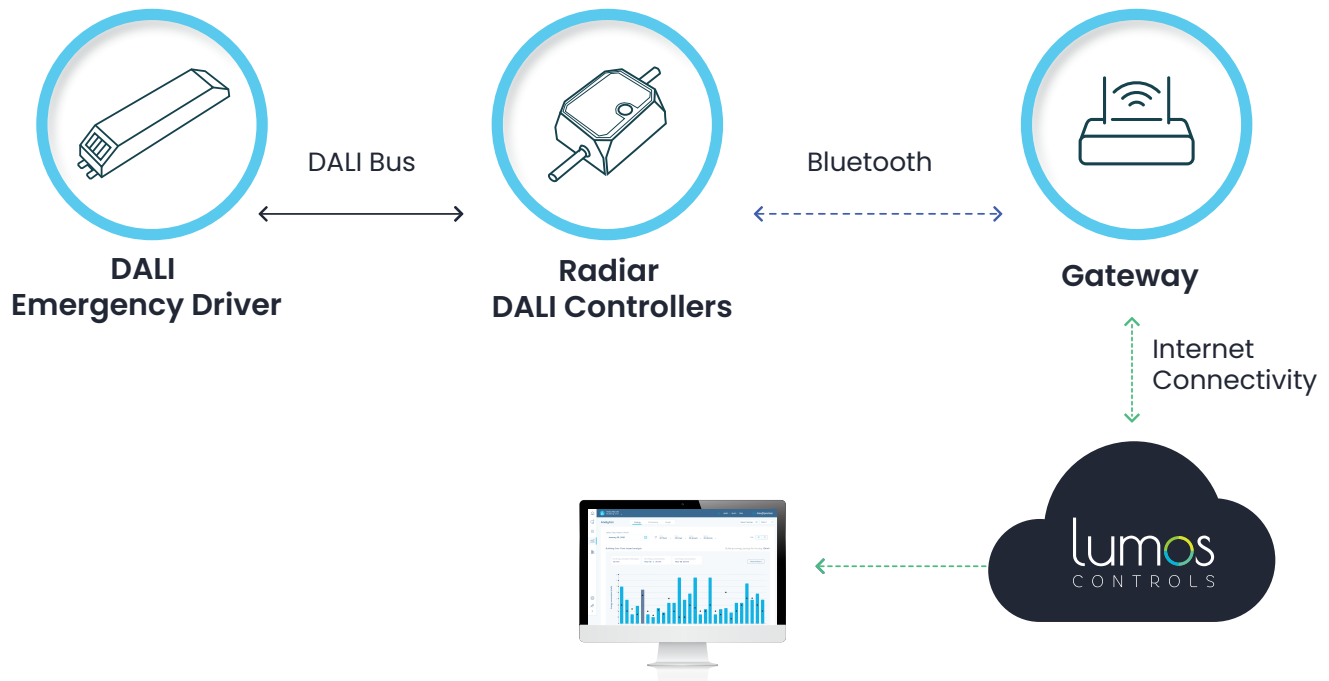 DALI Bus
Bluetooth
DALI
Emergency Driver
Radiar
DALI Controllers
Gateway
Internet
Connectivity
lumos
CONTROLS